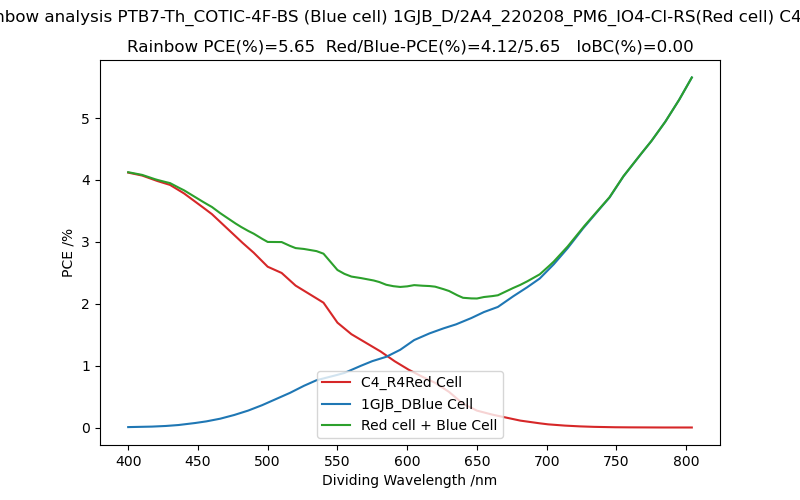 analysis PTB7-Th_COTIC-4F-BS (Blue cell) 1GJB_D/2A4_220208_PM6_IO4-Cl-RS(Red cell)
Rainbow PCE(%)=5.65 Red/Blue-PCE(%)=4.12/5.65 IoBC(%)=0.00
PCE /%
5
4
3
2
1
0
C4_R4Red Cell
1GJB_DBlue Cell
Red cell + Blue Cell
400 450 500 550 600 650 700 750 800
Dividing Wavelength /nm